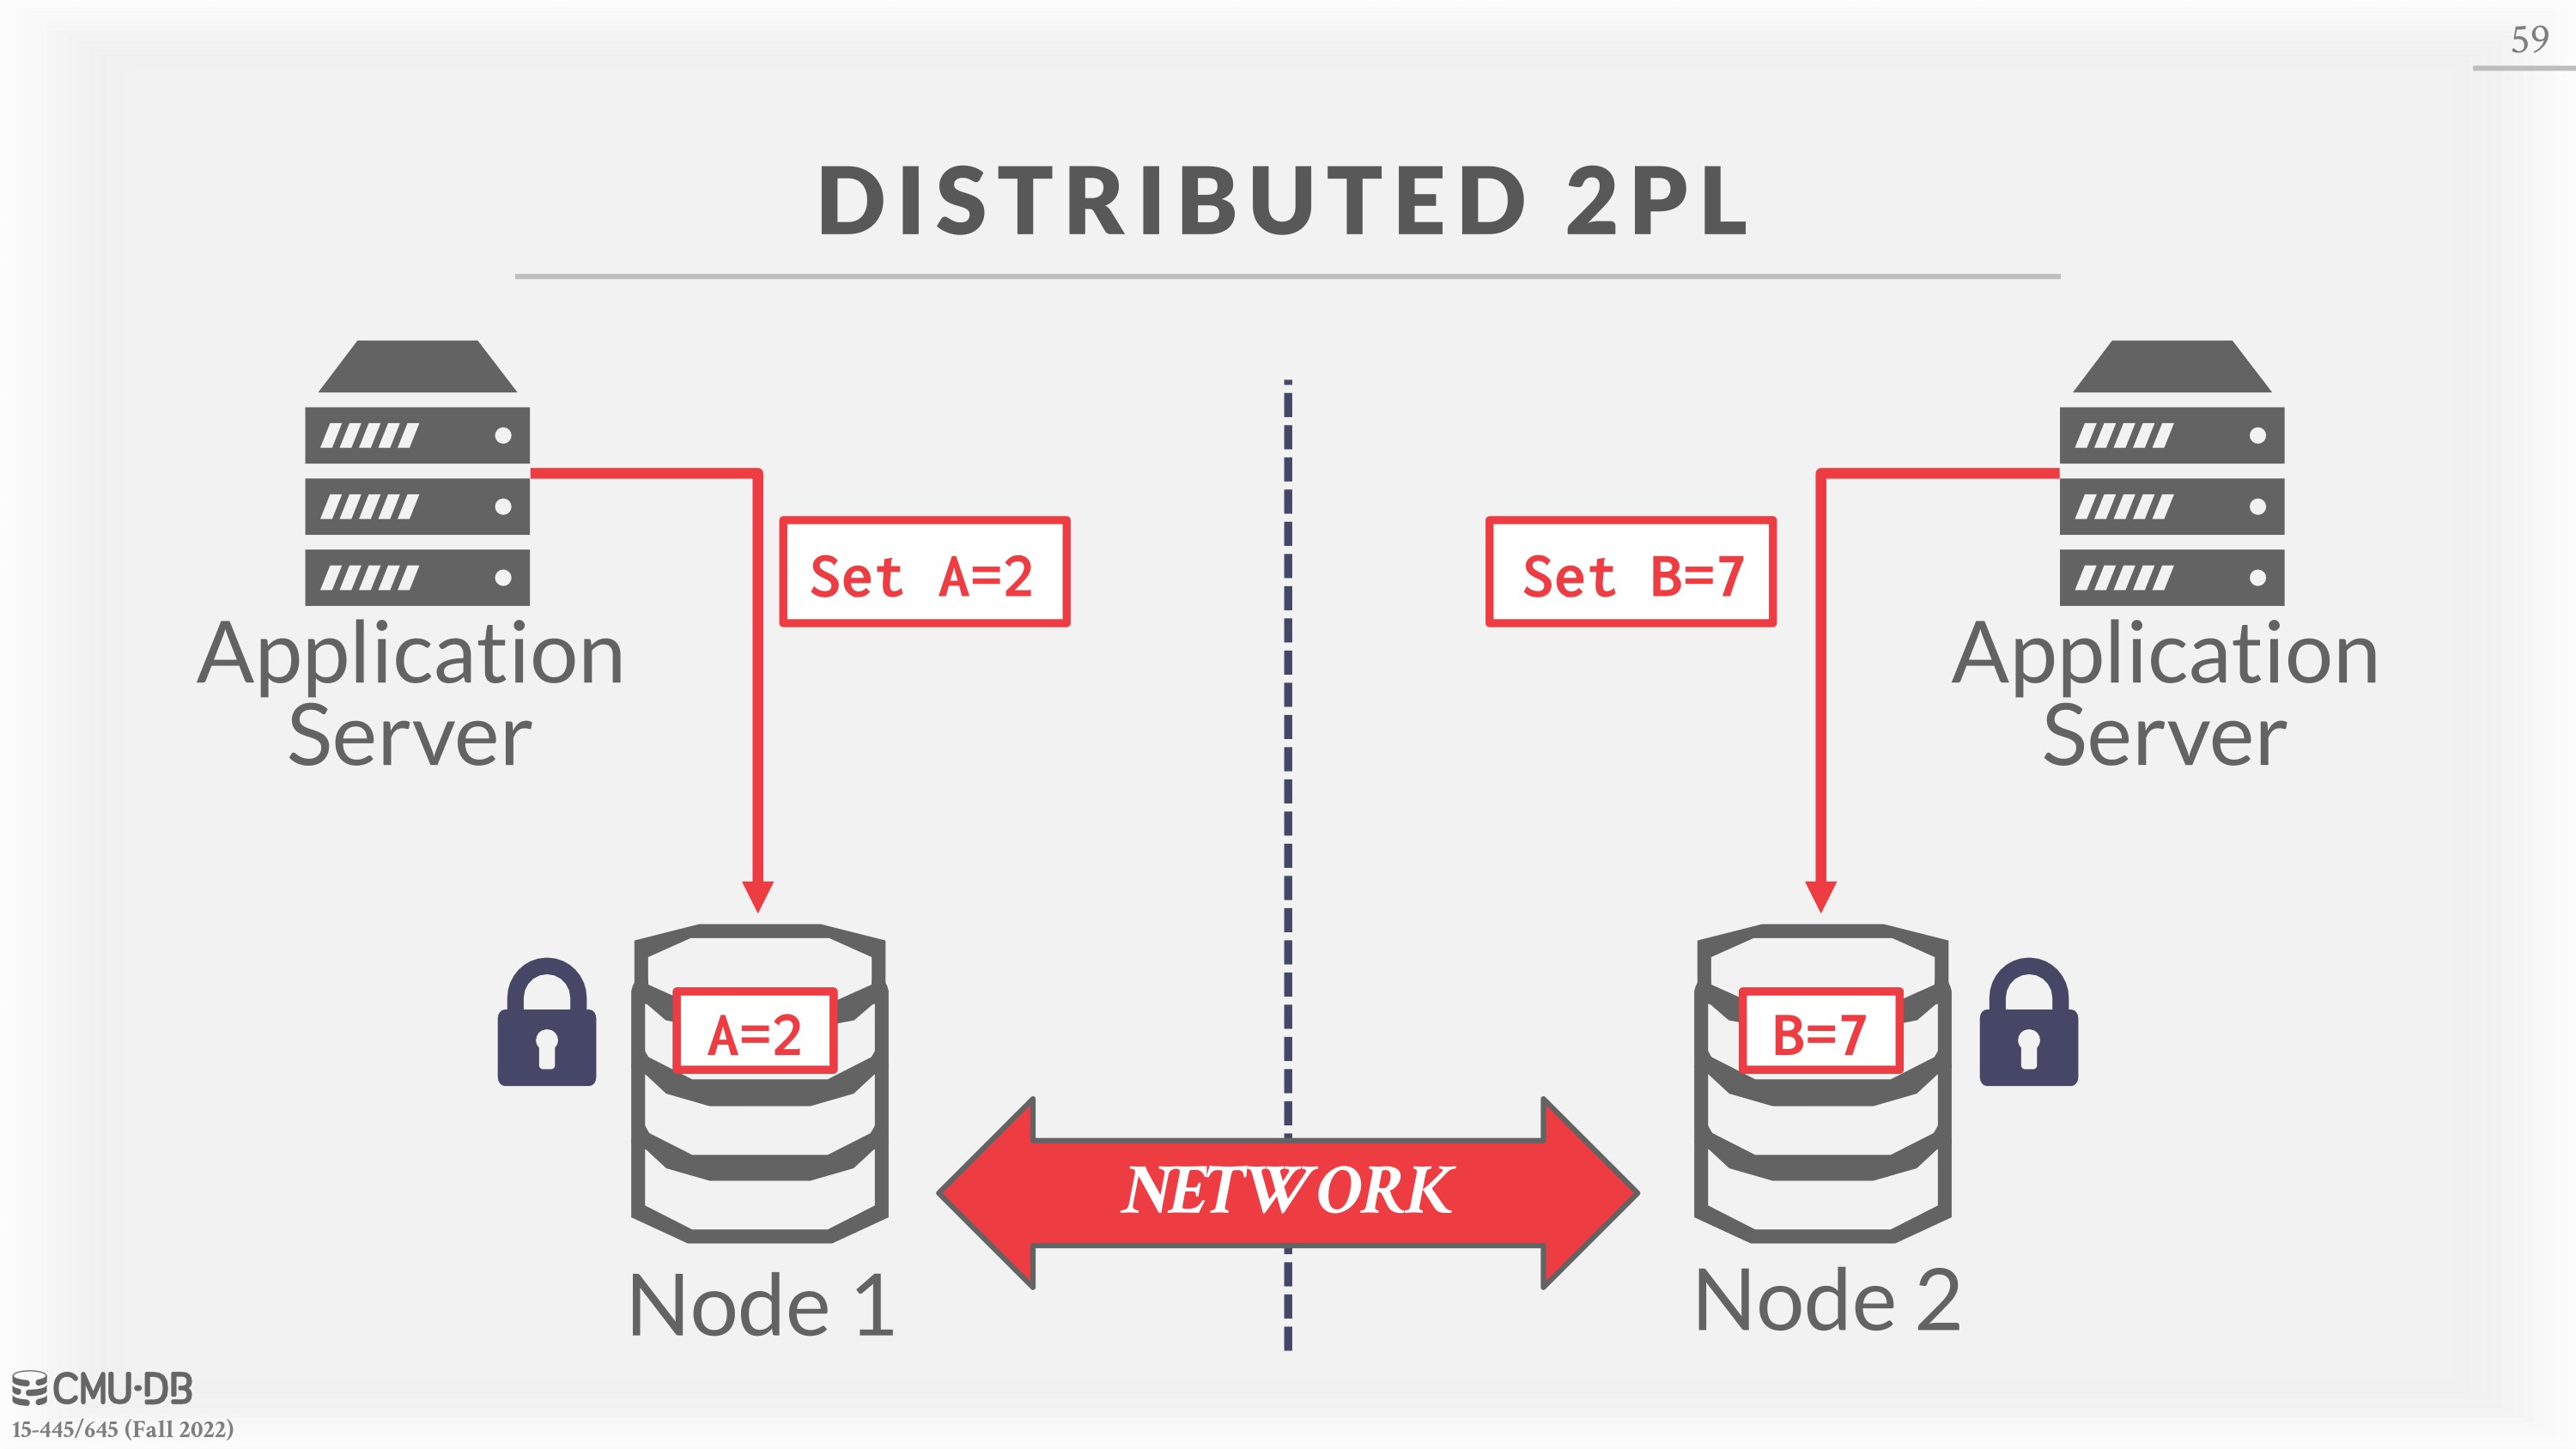 59
DISTRIBUTED 2PL
Set A=2
Set B=7
Application
Server
Application
Server
A=2
B=7
NETWORK
Node 1
Node 2
CMU·DB
15-445/645 (Fall 2022)